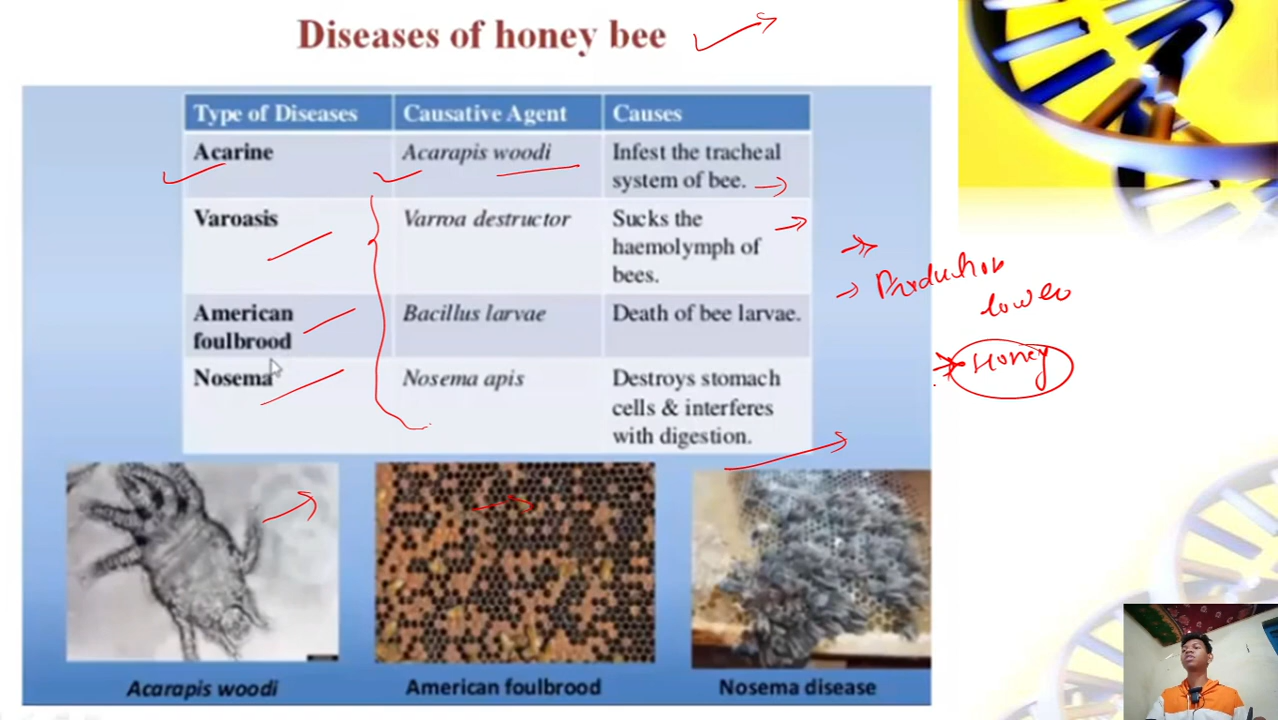 Diseases of honey bee
Type of Diseases Causative Agent Causes
Acarine Acarapis woodi Infest the tracheal
system of bee.
Varoasis Varroa destructor Sucks the
haemolymph of
bees.
American Bacillus larvae Death of bee larvae.
foulbrood
Nosema Nosema apis Destroys stomach
cells & interferes
with digestion.
Production
Honey
Acarapis woodi American foulbrood Nosema disease